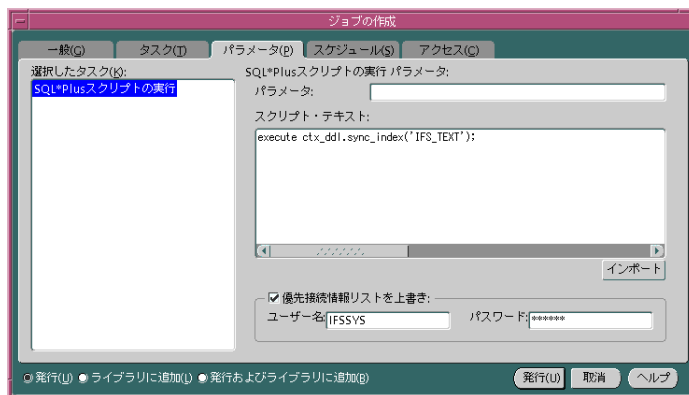 ジョブの作成
一般(G) タスク(T) パラメータ(P) スケジュール(S) アクセス(C)
選択したタスク(K):
SQL*Plusスクリプトの実行
SQL*Plusスクリプトの実行 パラメータ:
パラメータ:
スクリプト・テキスト:
execute ctx_ddl.sync_index('IFS_TEXT');
インポート
優先接続情報リストを上書き:
ユーザー名: IFSSYS パスワード: ******
発行(U) ライブラリに追加(L) 発行およびライブラリに追加(B) 発行(U) 取消 ヘルプ